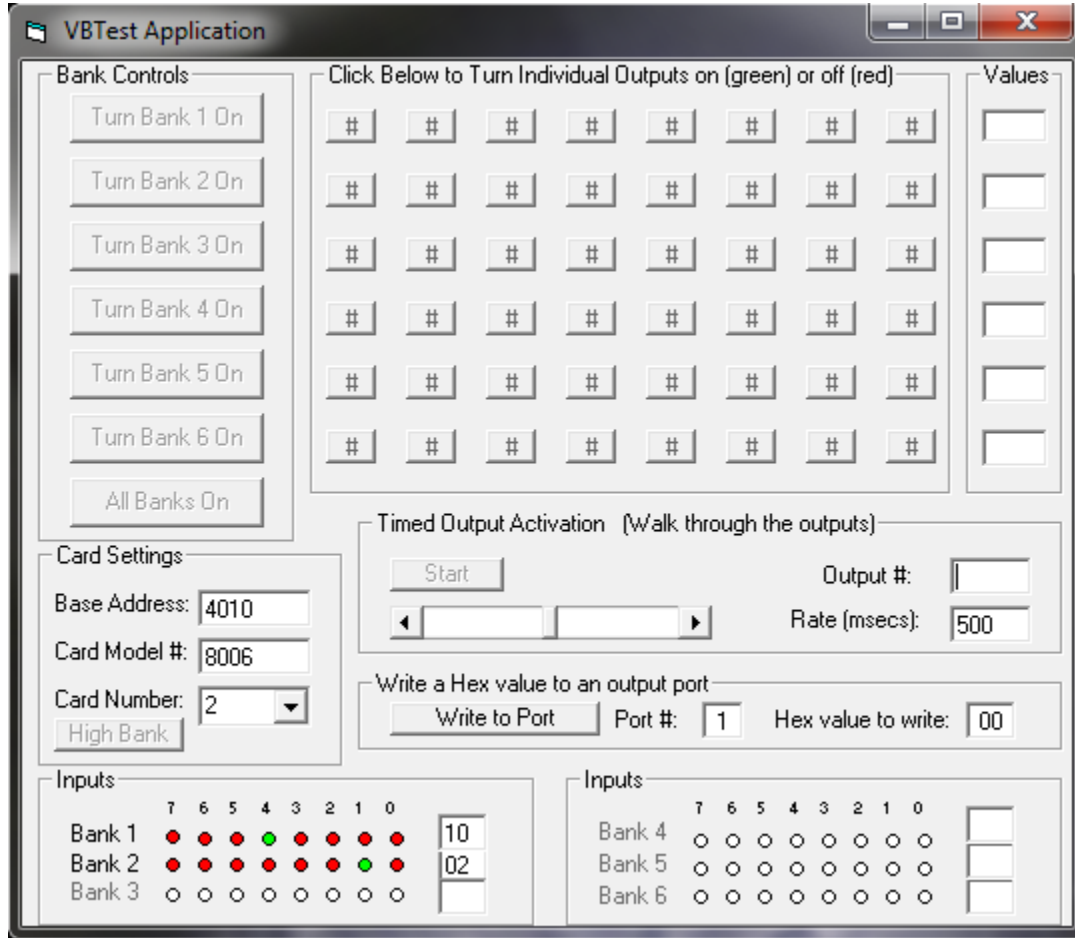 VBTest Application
Bank Controls
Turn Bank 1 On
Turn Bank 2 On
Turn Bank 3 On
Turn Bank 4 On
Turn Bank 5 On
Turn Bank 6 On
All Banks On
Click Below to Turn Individual Outputs on (green) or off (red)
# # # # # # # #
# # # # # # # #
# # # # # # # #
# # # # # # # #
# # # # # # # #
# # # # # # # #
Values
Timed Output Activation (Walk through the outputs)
Start
Output #:
Rate (msecs): 500
Card Settings
Base Address: 4010
Card Model #: 8006
Card Number: 2
High Bank
Write a Hex value to an output port
Write to Port Port #: 1 Hex value to write: 00
Inputs
7 6 5 4 3 2 1 0
Bank 1 10
Bank 2 02
Bank 3
Inputs
7 6 5 4 3 2 1 0
Bank 4
Bank 5
Bank 6